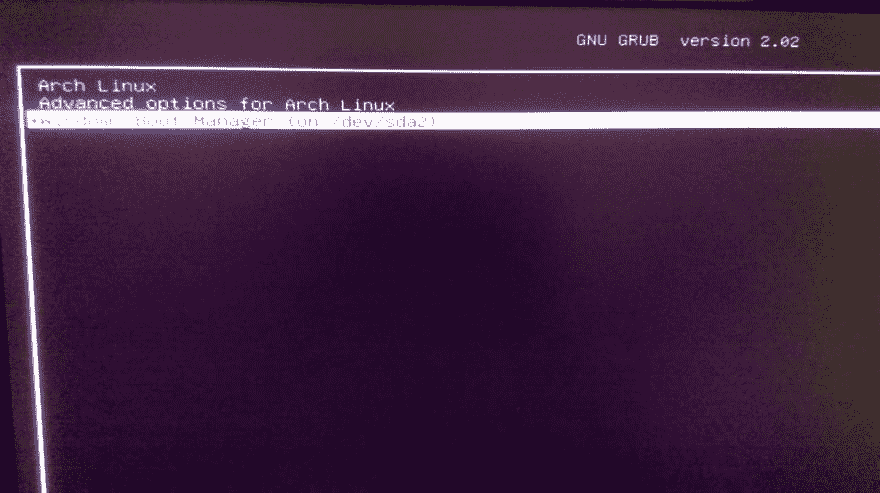 GNU GRUB version 2.02
Arch Linux
Advanced options for Arch Linux
*Windows Boot Manager (on /dev/sda2)